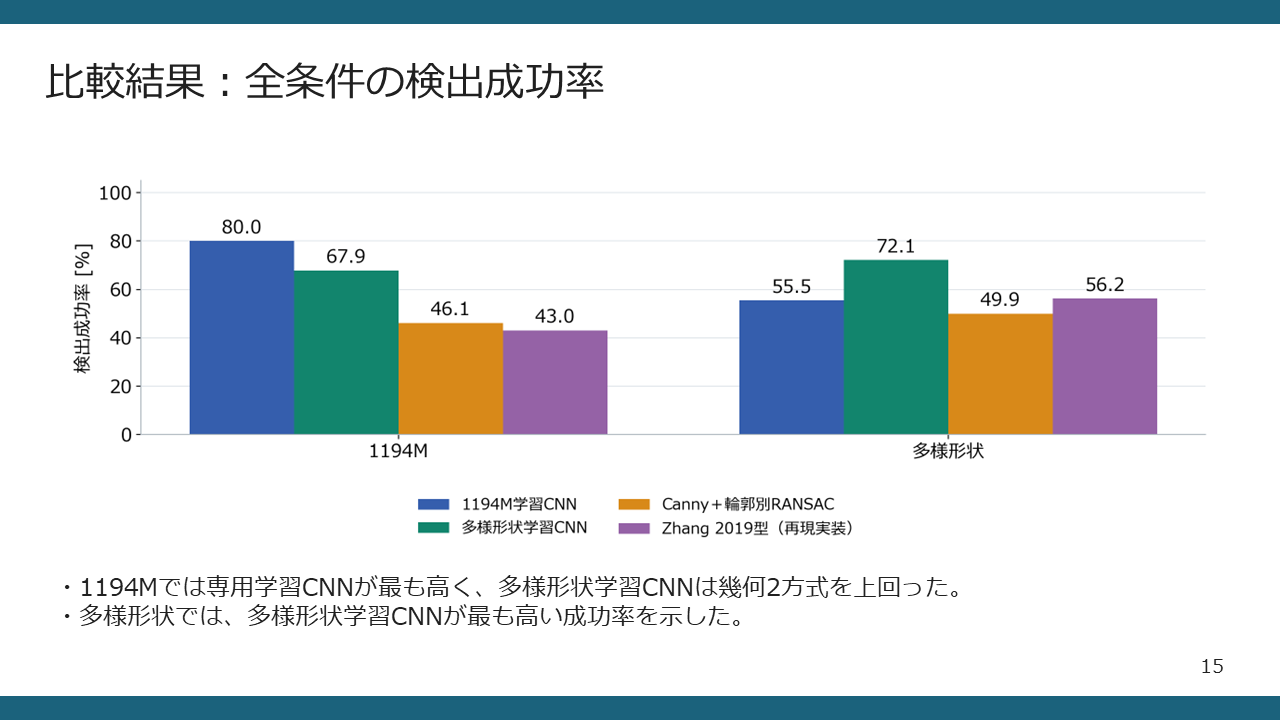 比較結果：全条件の検出成功率
検出成功率 [%]
100
80
60
40
20
0
80.0
67.9
46.1
43.0
55.5
72.1
49.9
56.2
1194M
多様形状
1194M学習CNN
Canny＋輪郭別RANSAC
多様形状学習CNN
Zhang 2019型（再現実装）
・1194Mでは専用学習CNNが最も高く、多様形状学習CNNは幾何2方式を上回った。
・多様形状では、多様形状学習CNNが最も高い成功率を示した。
15